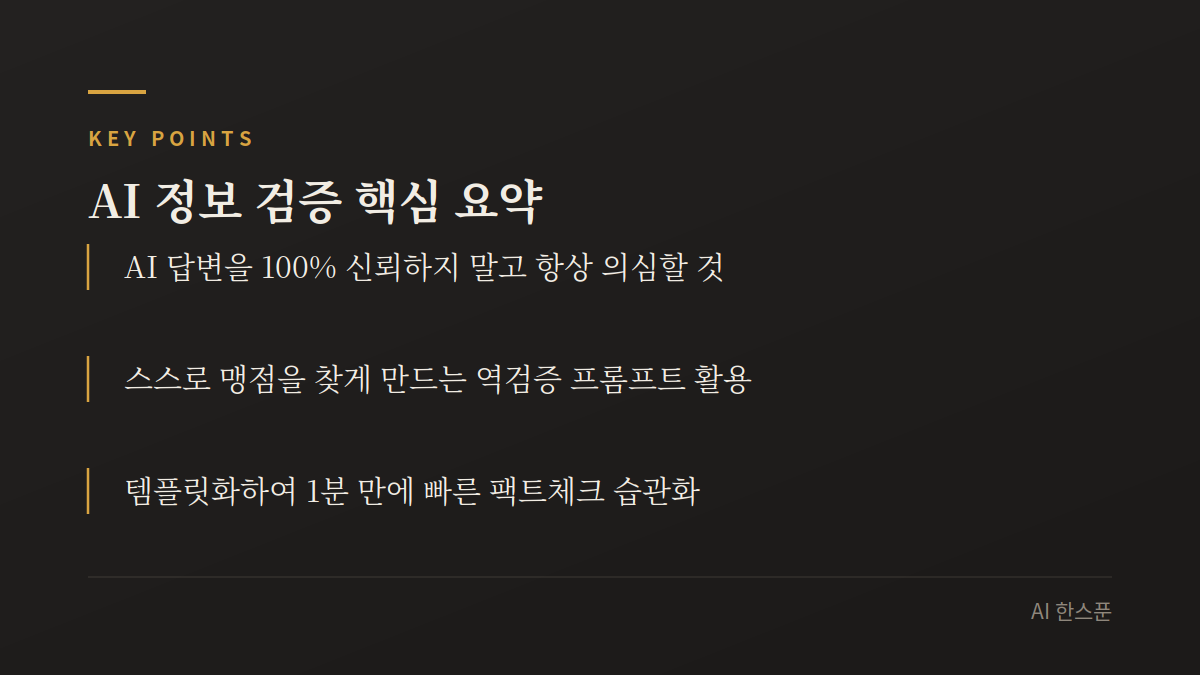 KEY POINTS
AI 정보 검증 핵심 요약
AI 답변을 100% 신뢰하지 말고 항상 의심할 것
스스로 맹점을 찾게 만드는 역검증 프롬프트 활용
템플릿화하여 1분 만에 빠른 팩트체크 습관화
AI 한스푼